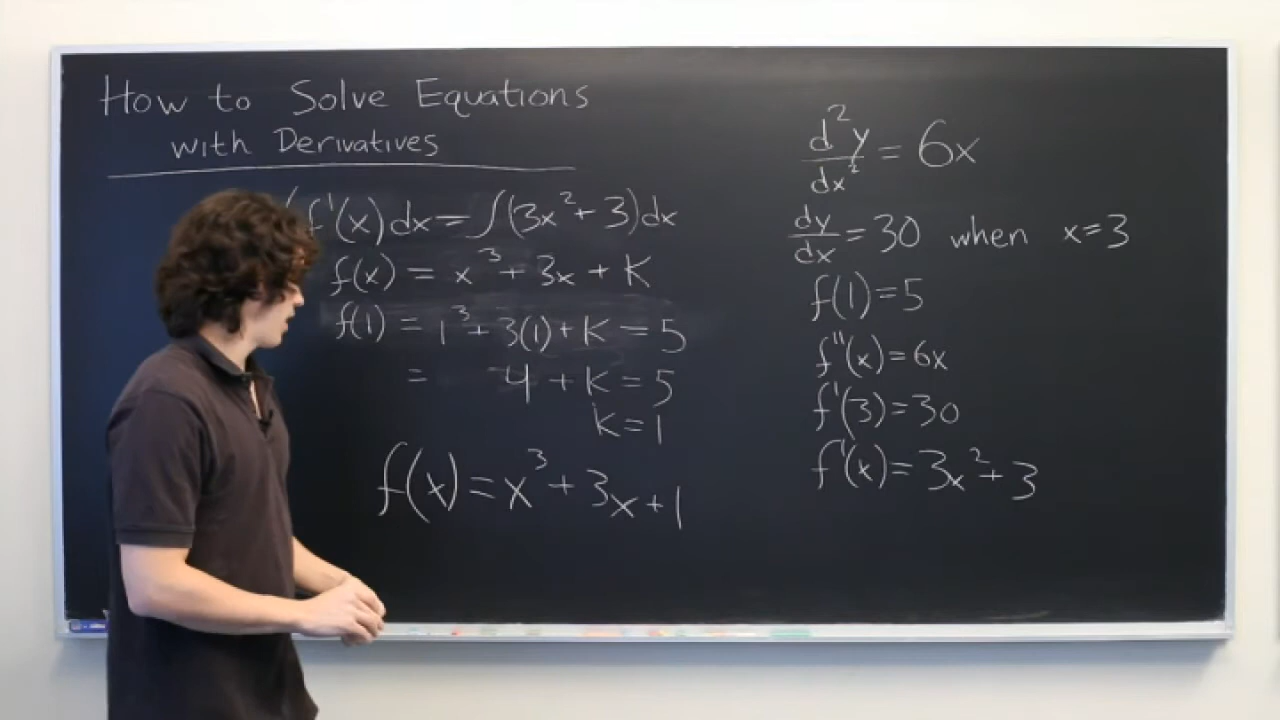 How to Solve Equations
with Derivatives
∫f'(x)dx=∫(3x²+3)dx
f(x) = x³+3x+K
f(1) = 1³+3(1)+K=5
= 4+K=5
K=1
f(x)=x³+3x+1
d²y/dx² = 6x
dy/dx = 30 when x=3
f(1)=5
f''(x)=6x
f'(3)=30
f'(x)=3x²+3